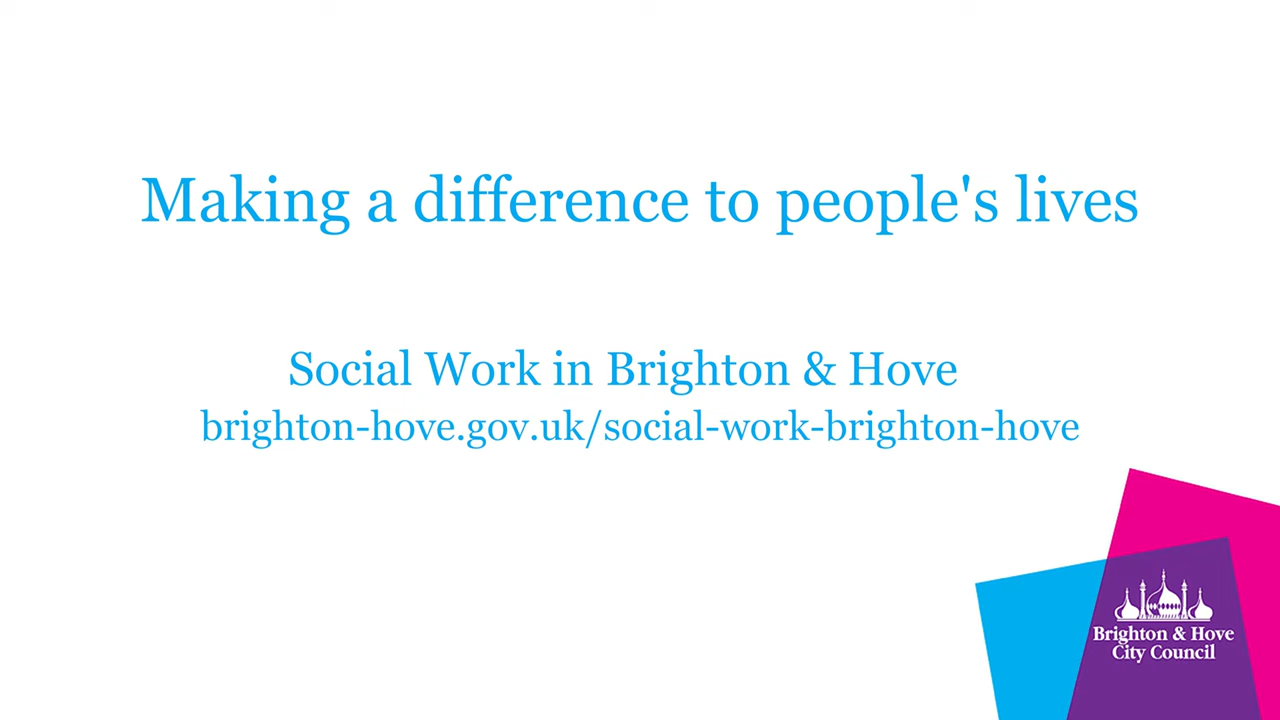 Making a difference to people's lives
Social Work in Brighton & Hove
brighton-hove.gov.uk/social-work-brighton-hove
Brighton & Hove
City Council